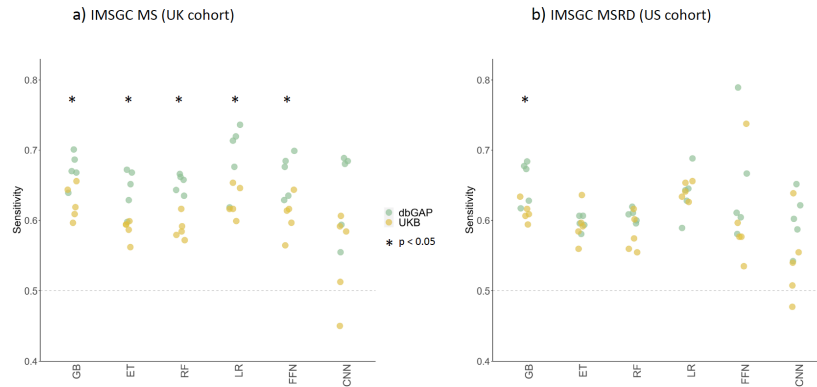 a) IMSGC MS (UK cohort)
b) IMSGC MSRD (US cohort)
0.8
0.7
0.6
0.5
0.4
Sensitivity
GB
ET
RF
LR
FFN
CNN
dbGAP
UKB
* p < 0.05
0.8
0.7
0.6
0.5
0.4
Sensitivity
GB
ET
RF
LR
FFN
CNN